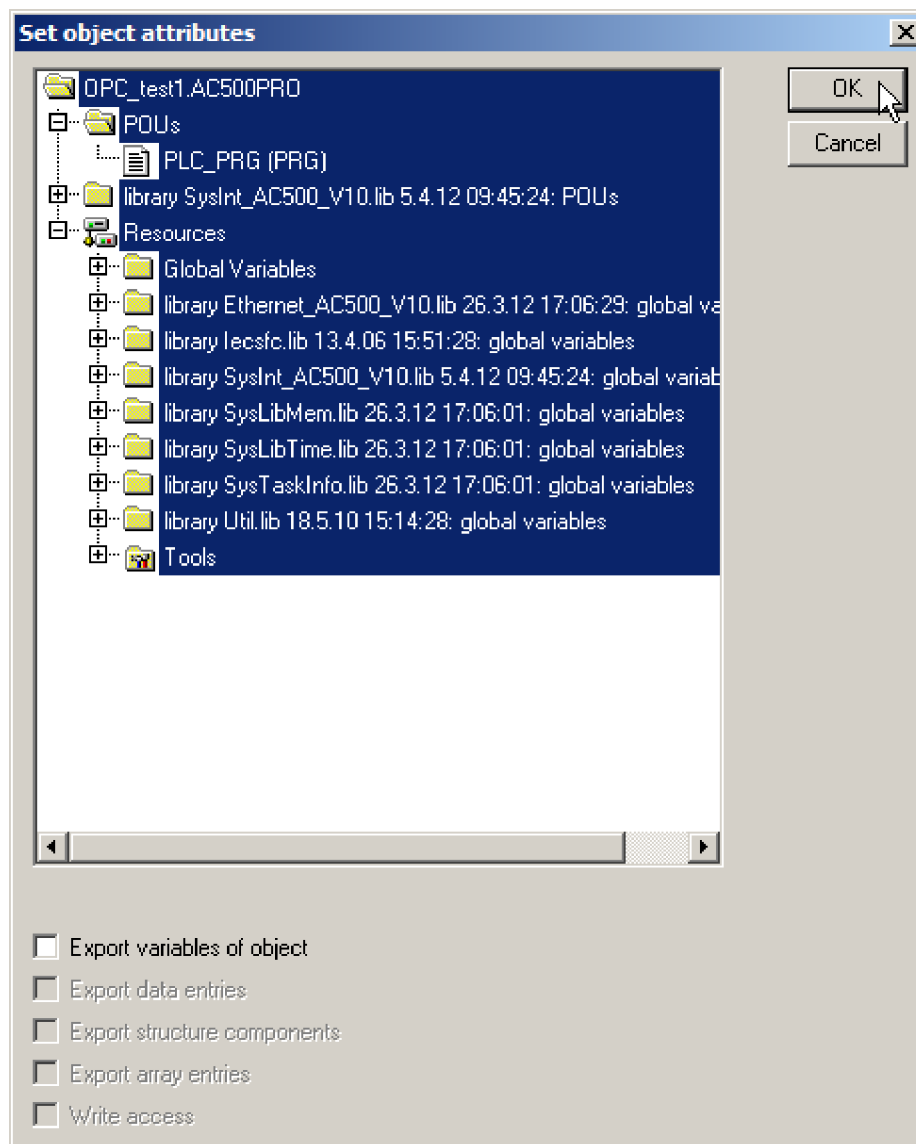 Set object attributes
OPC_test1.AC500PRO
OK
POUs
Cancel
PLC_PRG (PRG)
library SysInt_AC500_V10.lib 5.4.12 09:45:24: POUs
Resources
Global Variables
library Ethernet_AC500_V10.lib 26.3.12 17:06:29: global va
library Iecsfc.lib 13.4.06 15:51:28: global variables
library SysInt_AC500_V10.lib 5.4.12 09:45:24: global variab
library SysLibMem.lib 26.3.12 17:06:01: global variables
library SysLibTime.lib 26.3.12 17:06:01: global variables
library SysTaskInfo.lib 26.3.12 17:06:01: global variables
library Util.lib 18.5.10 15:14:28: global variables
Tools
Export variables of object
Export data entries
Export structure components
Export array entries
Write access